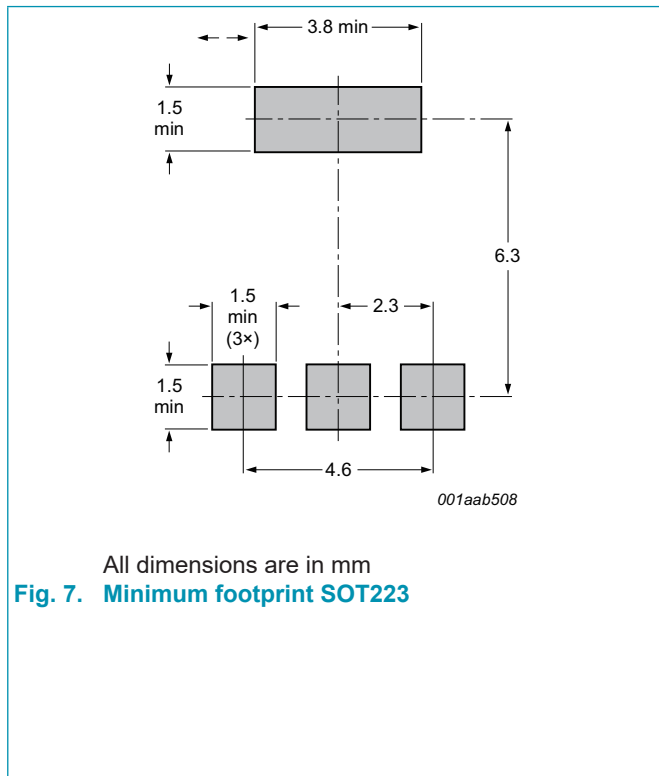 3.8 min
1.5
min
6.3
1.5
min
(3×)
2.3
1.5
min
4.6
001aab508
All dimensions are in mm
Fig. 7. Minimum footprint SOT223